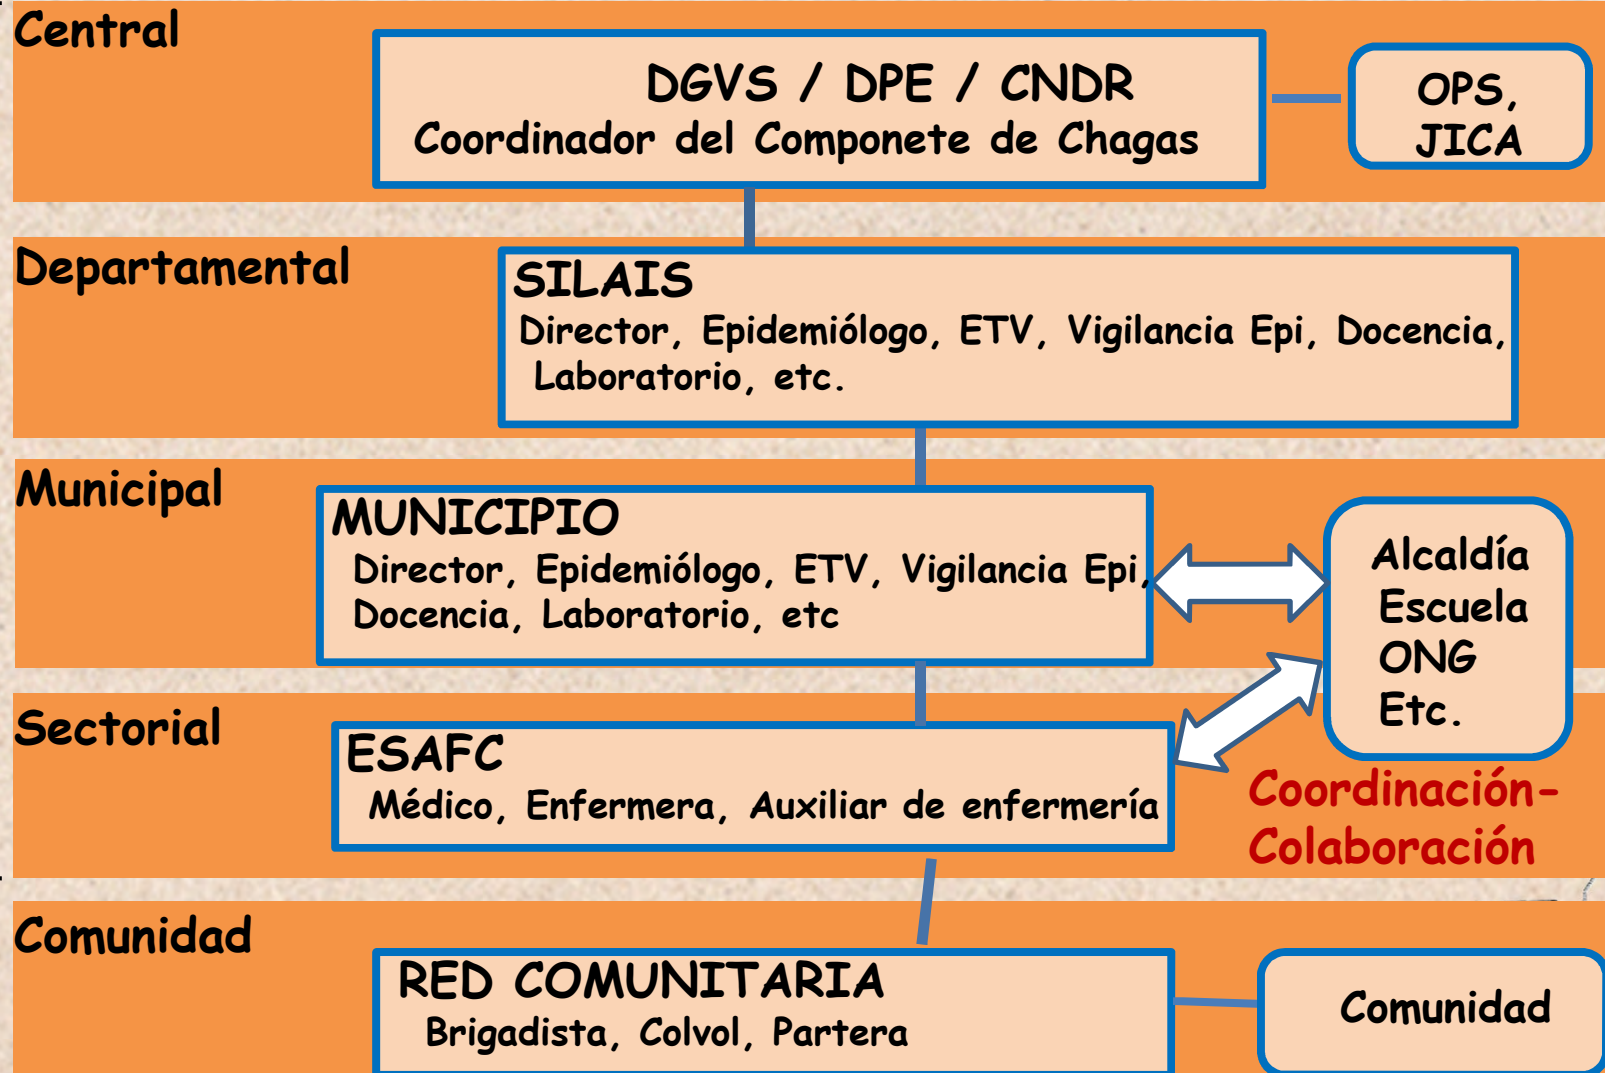 Central
DGVS / DPE / CNDR
Coordinador del Componete de Chagas
OPS,
JICA
Departamental
SILAIS
Director, Epidemiólogo, ETV, Vigilancia Epi, Docencia,
Laboratorio, etc.
Municipal
MUNICIPIO
Director, Epidemiólogo, ETV, Vigilancia Epi,
Docencia, Laboratorio, etc
Alcaldía
Escuela
ONG
Etc.
Sectorial
ESAFC
Médico, Enfermera, Auxiliar de enfermería
Coordinación-
Colaboración
Comunidad
RED COMUNITARIA
Brigadista, Colvol, Partera
Comunidad